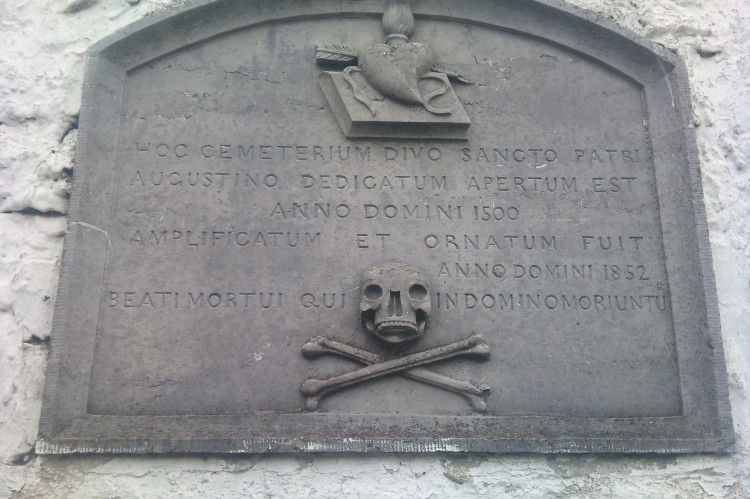 HOC CEMETERIUM DIVO SANCTO PATRI
AUGUSTINO DEDICATUM APERTUM EST
ANNO DOMINI 1500
AMPLIFICATUM ET ORNATUM FUIT
ANNO DOMINI 1852
BEATI MORTUI QUI IN DOMINO MORIUNTUR